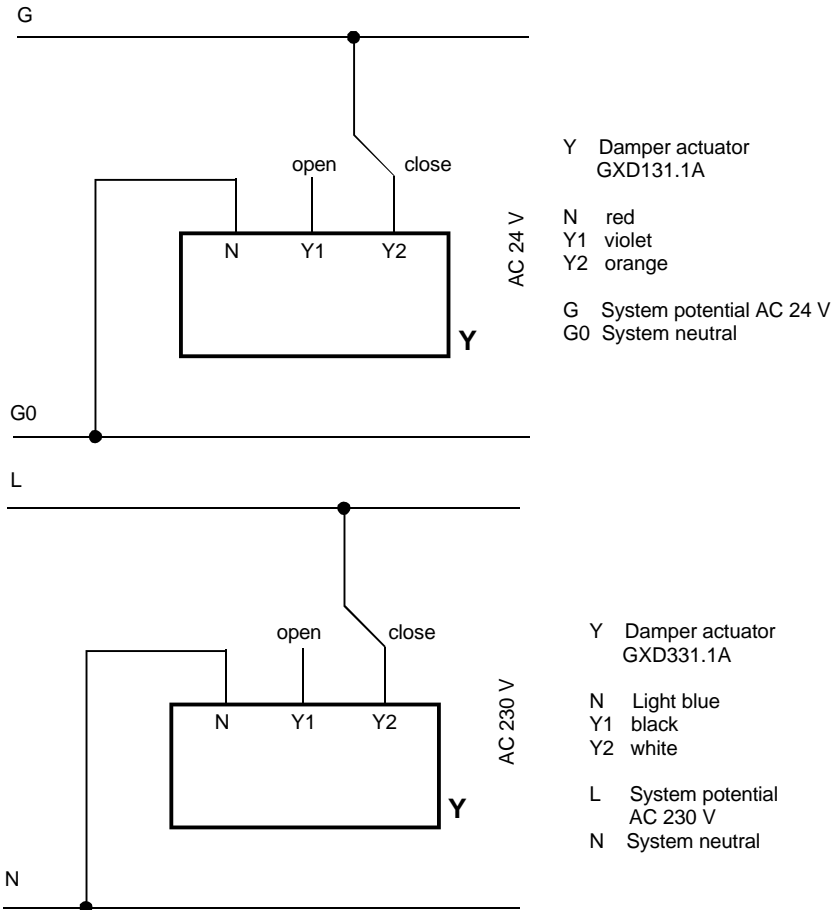 G
open close
N Y1 Y2
Y
AC 24 V
G0
Y Damper actuator
GXD131.1A
N red
Y1 violet
Y2 orange
G System potential AC 24 V
G0 System neutral
L
open close
N Y1 Y2
Y
AC 230 V
N
Y Damper actuator
GXD331.1A
N Light blue
Y1 black
Y2 white
L System potential
AC 230 V
N System neutral